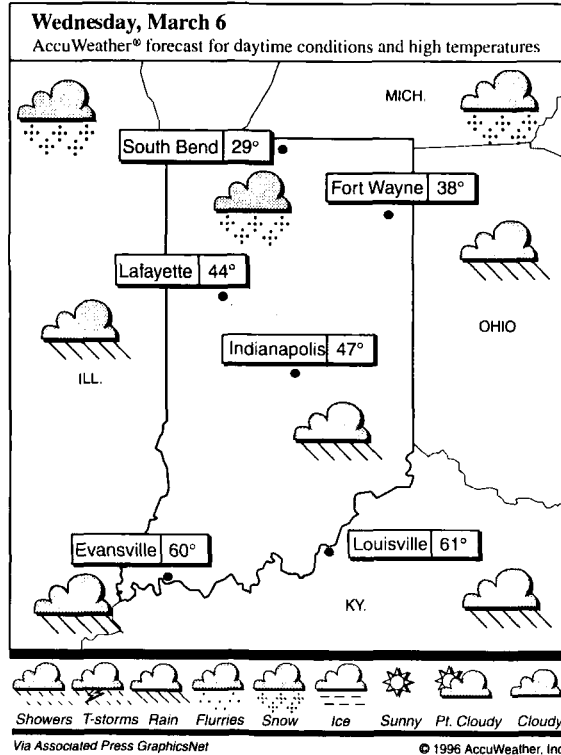 Wednesday, March 6
AccuWeather® forecast for daytime conditions and high temperatures
MICH.
South Bend 29°
Fort Wayne 38°
Lafayette 44°
OHIO
Indianapolis 47°
ILL.
Evansville 60°
Louisville 61°
KY.
Showers T-storms Rain Flurries Snow Ice Sunny Pt. Cloudy Cloudy
Via Associated Press GraphicsNet © 1996 AccuWeather, Inc